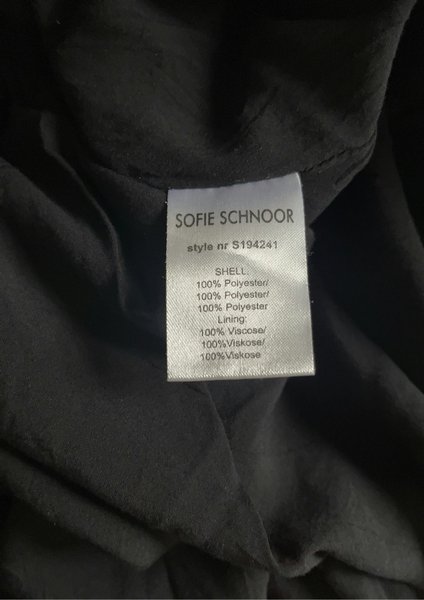 SOFIE SCHNOOR
style nr S194241
SHELL:
100% Polyester/
100% Polyester/
100% Polyester
Lining:
100% Viscose/
100%Viskose/
100%Viskose